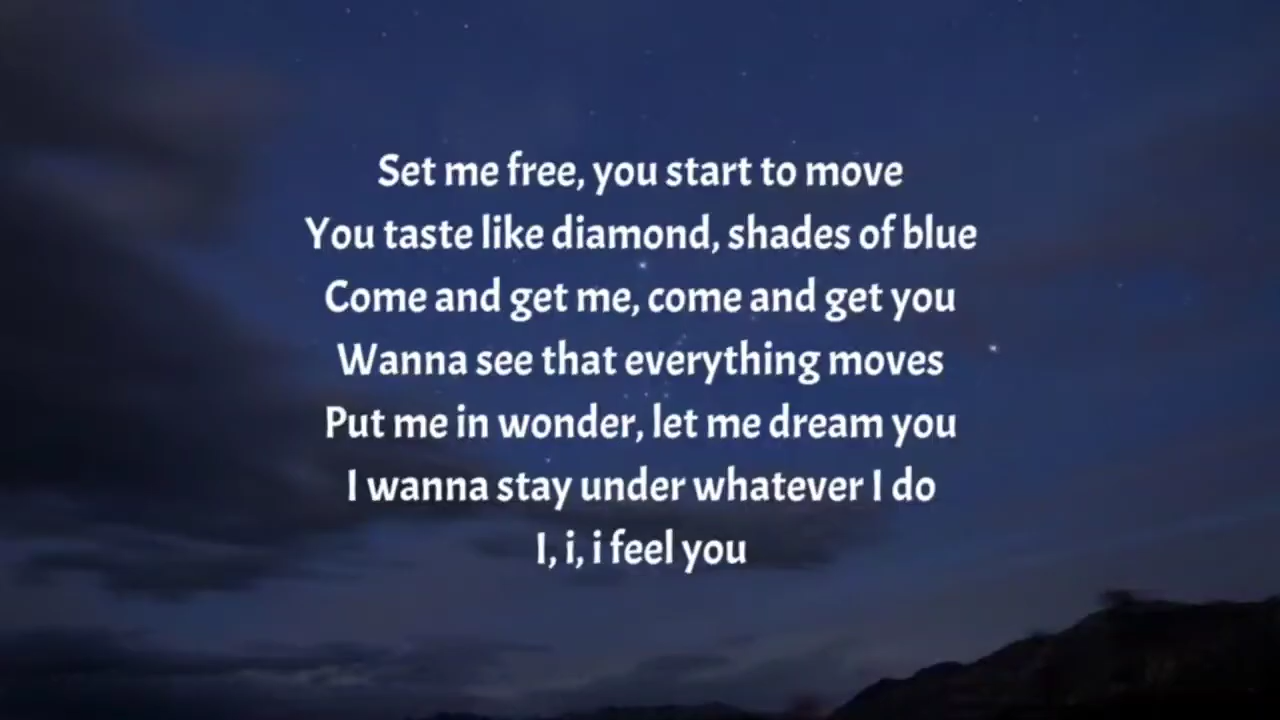 Set me free, you start to move
You taste like diamond, shades of blue
Come and get me, come and get you
Wanna see that everything moves
Put me in wonder, let me dream you
I wanna stay under whatever I do
I, i, i feel you